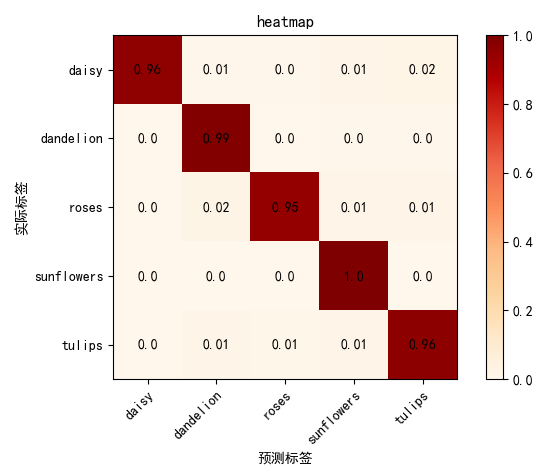 heatmap
daisy 0.96 0.01 0.0 0.01 0.02
dandelion 0.0 0.99 0.0 0.0 0.0
roses 0.0 0.02 0.95 0.01 0.01
sunflowers 0.0 0.0 0.0 1.0 0.0
tulips 0.0 0.01 0.01 0.01 0.96
实际标签
daisy dandelion roses sunflowers tulips
预测标签
1.0
0.8
0.6
0.4
0.2
0.0